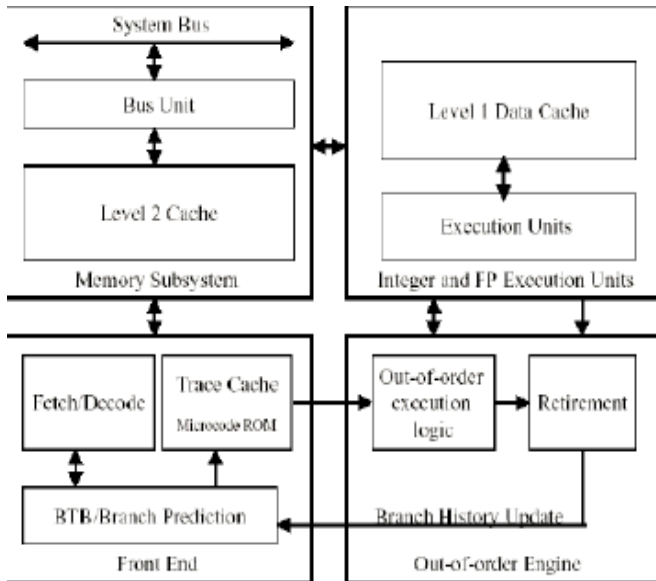 System Bus
Bus Unit
Level 2 Cache
Memory Subsystem
Level 1 Data Cache
Execution Units
Integer and FP Execution Units
Fetch/Decode
Trace Cache
Microcode ROM
BTB/Branch Prediction
Front End
Out-of-order
execution
logic
Retirement
Branch History Update
Out-of-order Engine